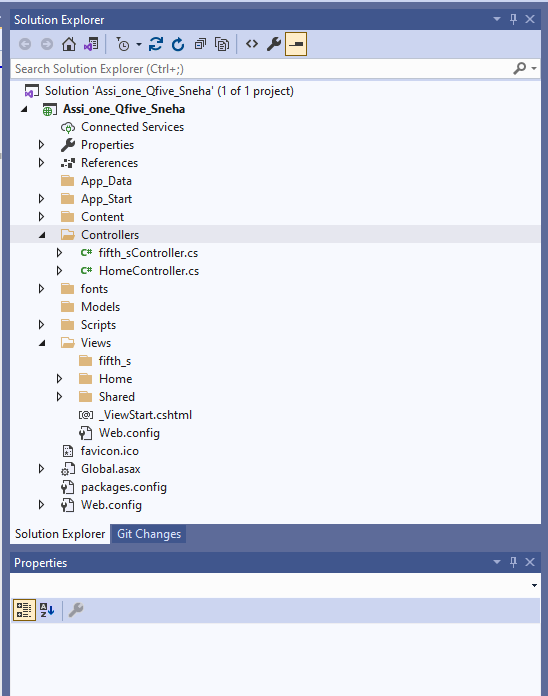 Solution Explorer
Search Solution Explorer (Ctrl+;)
Solution 'Assi_one_Qfive_Sneha' (1 of 1 project)
Assi_one_Qfive_Sneha
Connected Services
Properties
References
App_Data
App_Start
Content
Controllers
C# fifth_sController.cs
C# HomeController.cs
fonts
Models
Scripts
Views
fifth_s
Home
Shared
[@] _ViewStart.cshtml
Web.config
favicon.ico
Global.asax
packages.config
Web.config
Solution Explorer Git Changes
Properties